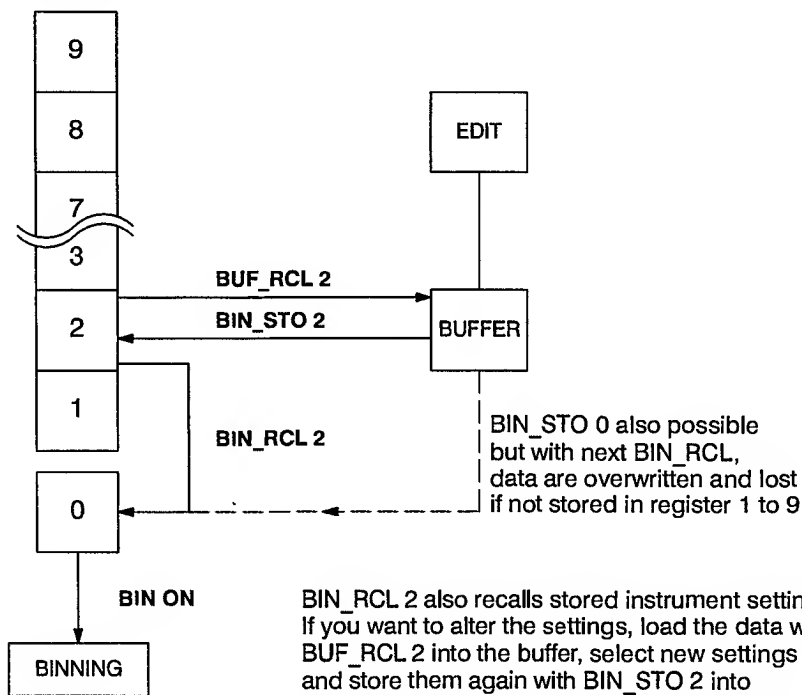 9
8
EDIT
7
3
BUF_RCL 2
2
BIN_STO 2
BUFFER
1
BIN_RCL 2
BIN_STO 0 also possible
but with next BIN_RCL,
data are overwritten and lost
if not stored in register 1 to 9
0
BIN ON
BIN_RCL 2 also recalls stored instrument settin
If you want to alter the settings, load the data w
BUF_RCL 2 into the buffer, select new settings
and store them again with BIN_STO 2 into
BINNING